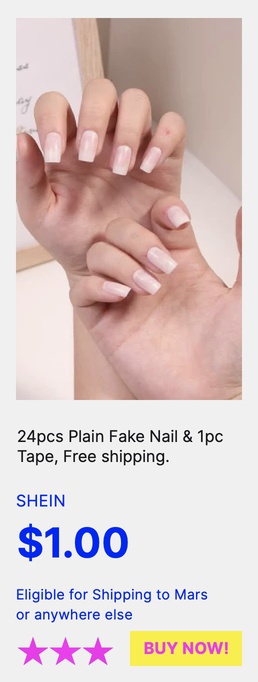 24pcs Plain Fake Nail & 1pc
Tape, Free shipping.
SHEIN
$1.00
Eligible for Shipping to Mars
or anywhere else
BUY NOW!